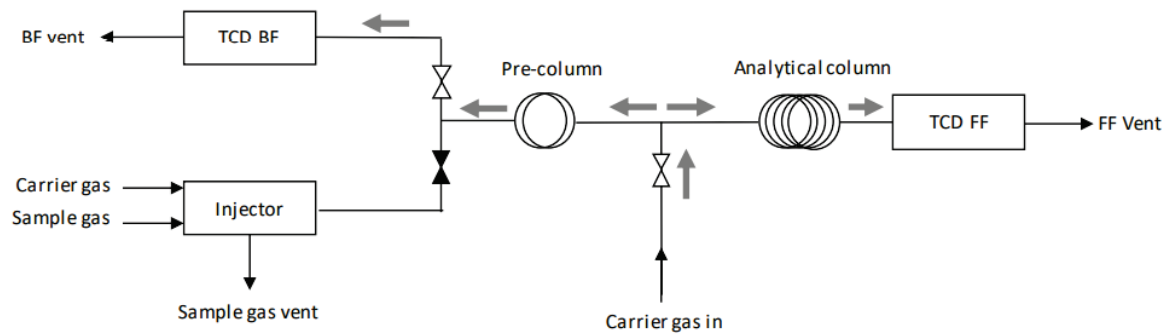 BF vent
TCD BF
Pre-column
Analytical column
TCD FF
FF Vent
Carrier gas
Sample gas
Injector
Sample gas vent
Carrier gas in